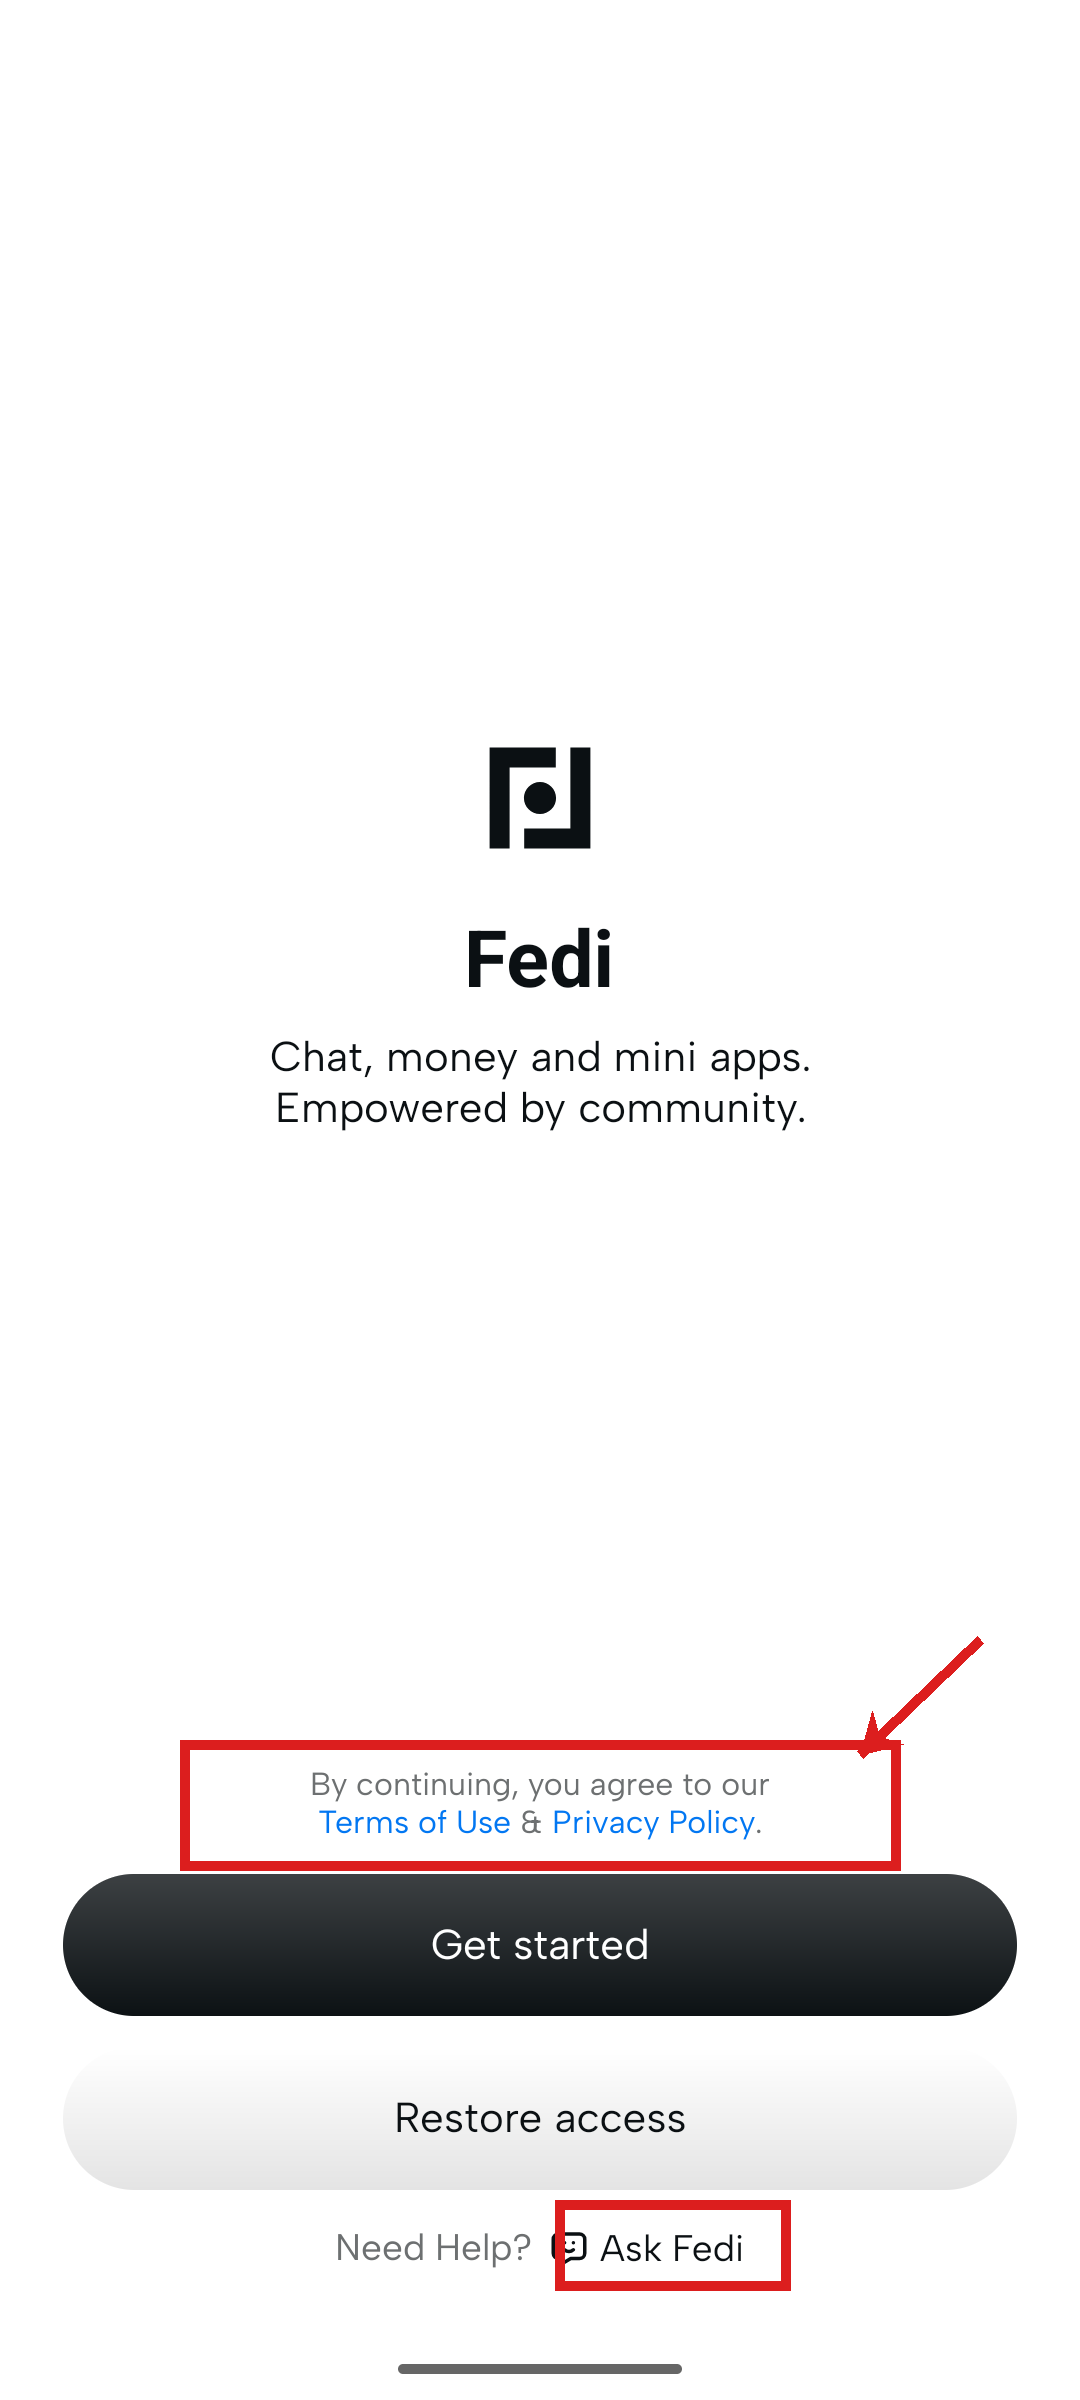 Fedi
Chat, money and mini apps.
Empowered by community.
By continuing, you agree to our
Terms of Use & Privacy Policy.
Get started
Restore access
Need Help? Ask Fedi